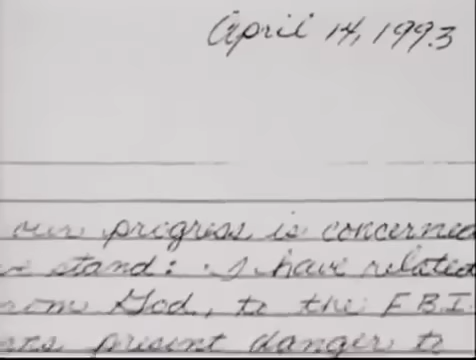 April 14, 1993
our progress is concerned
stand: I have related
from God, to the FBI
present danger to